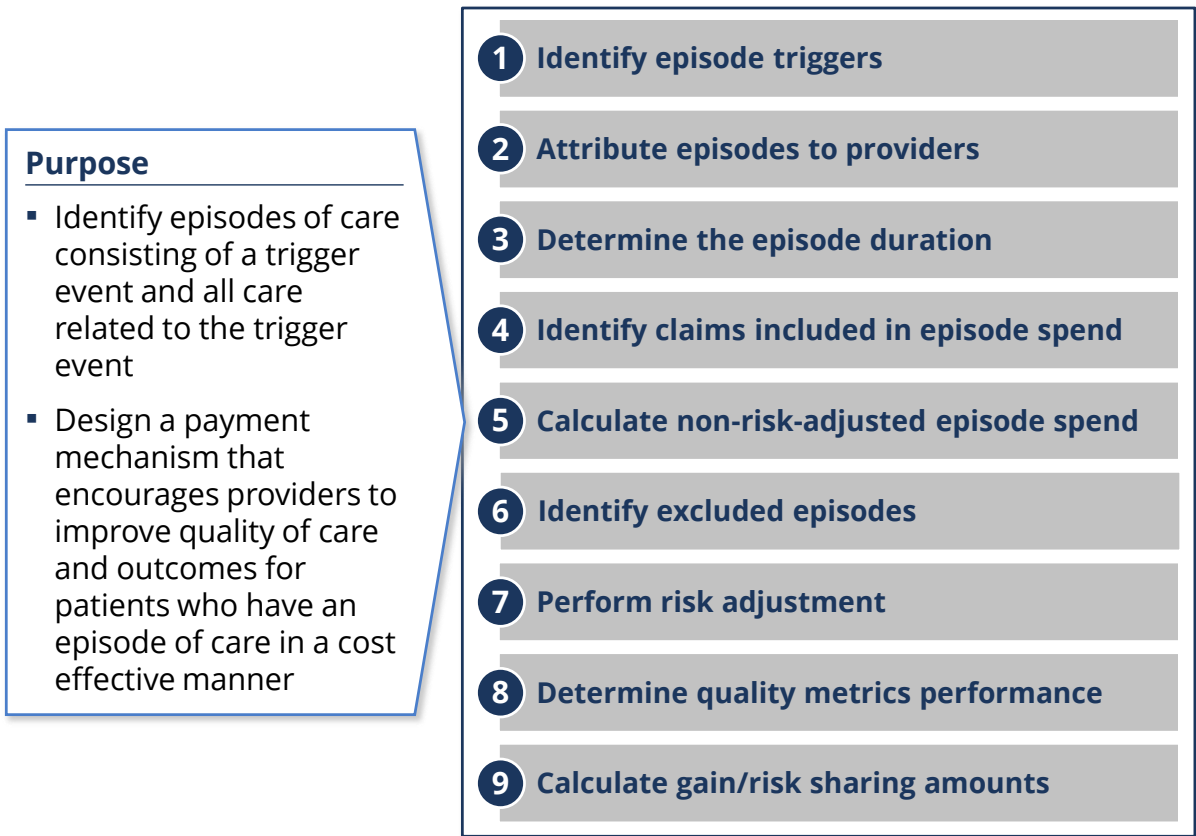 Purpose
▪ Identify episodes of care
consisting of a trigger
event and all care
related to the trigger
event
▪ Design a payment
mechanism that
encourages providers to
improve quality of care
and outcomes for
patients who have an
episode of care in a cost
effective manner
1 Identify episode triggers
2 Attribute episodes to providers
3 Determine the episode duration
4 Identify claims included in episode spend
5 Calculate non-risk-adjusted episode spend
6 Identify excluded episodes
7 Perform risk adjustment
8 Determine quality metrics performance
9 Calculate gain/risk sharing amounts